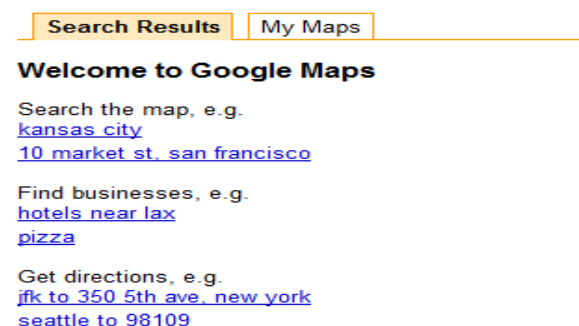 Search Results My Maps
Welcome to Google Maps
Search the map, e.g.
kansas city
10 market st, san francisco
Find businesses, e.g.
hotels near lax
pizza
Get directions, e.g.
jfk to 350 5th ave, new york
seattle to 98109